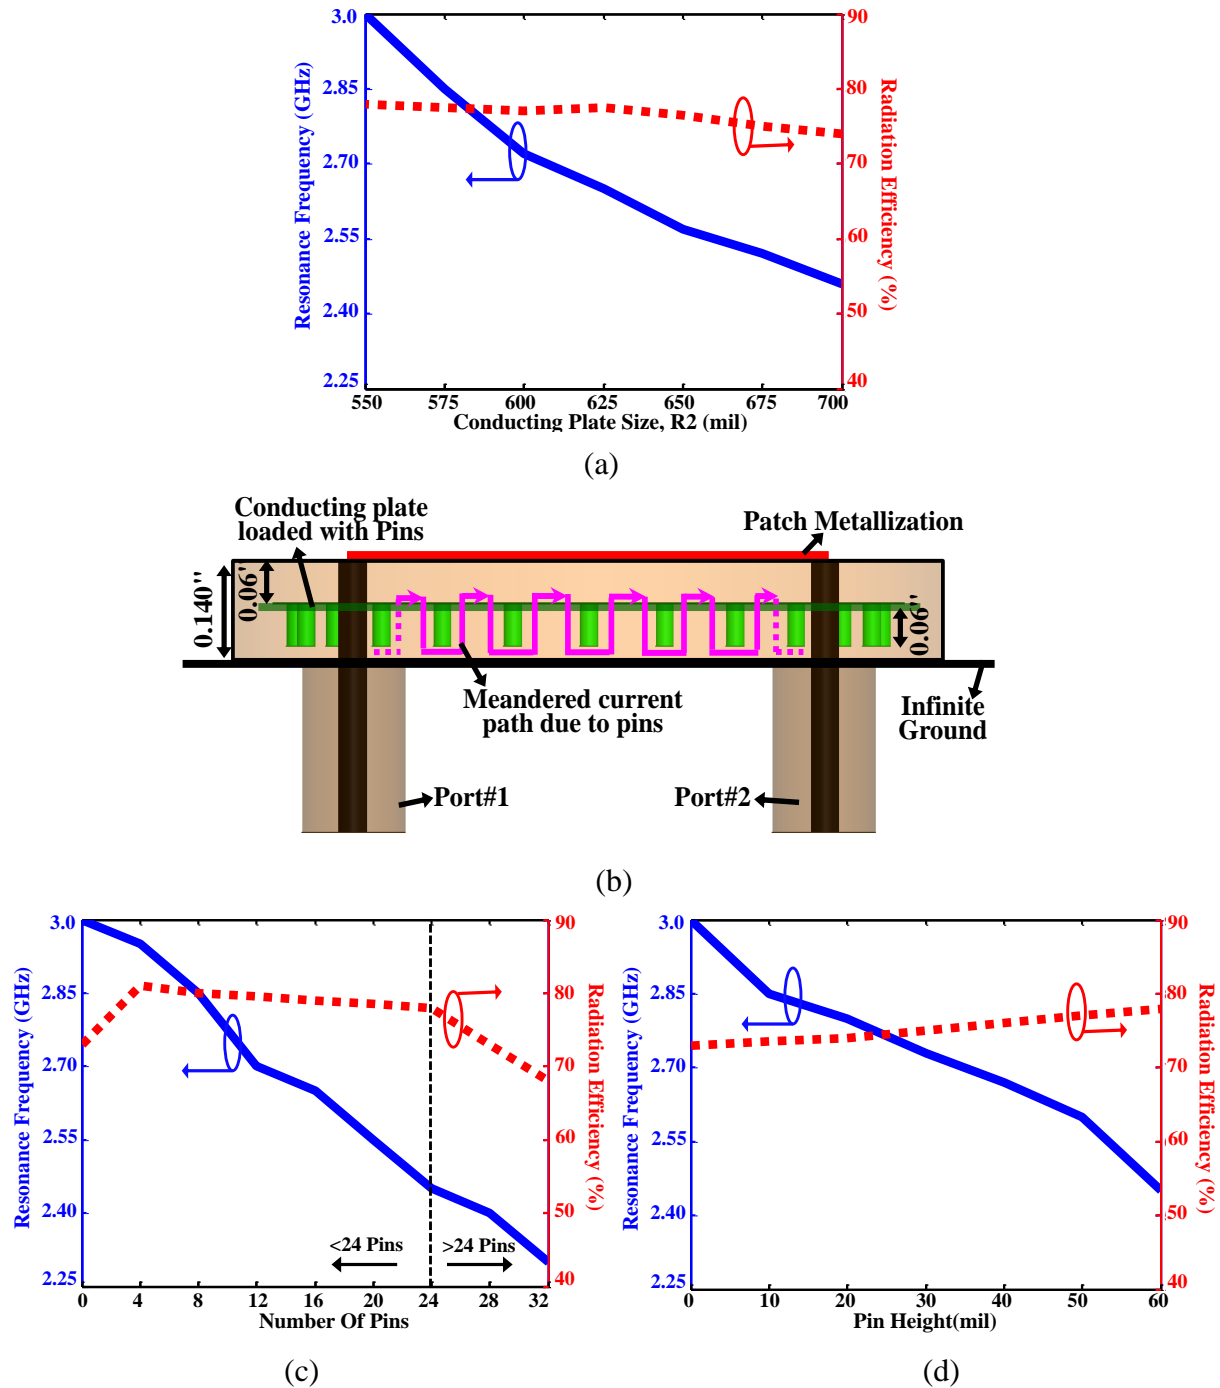 3.0
2.85
2.70
2.55
2.40
2.25
Resonance Frequency (GHz)
90
80
70
60
50
40
Radiation Efficiency (%)
550 575 600 625 650 675 700
Conducting Plate Size, R2 (mil)
(a)
Conducting plate
loaded with Pins
Patch Metallization
0.140"
0.06"
0.06"
Meandered current
path due to pins
Infinite
Ground
Port#1
Port#2
(b)
3.0
2.85
2.70
2.55
2.40
2.25
Resonance Frequency (GHz)
90
80
70
60
50
40
Radiation Efficiency (%)
<24 Pins
>24 Pins
0 4 8 12 16 20 24 28 32
Number Of Pins
(c)
3.0
2.85
2.70
2.55
2.40
2.25
Resonance Frequency (GHz)
90
80
70
60
50
40
Radiation Efficiency (%)
0 10 20 30 40 50 60
Pin Height(mil)
(d)